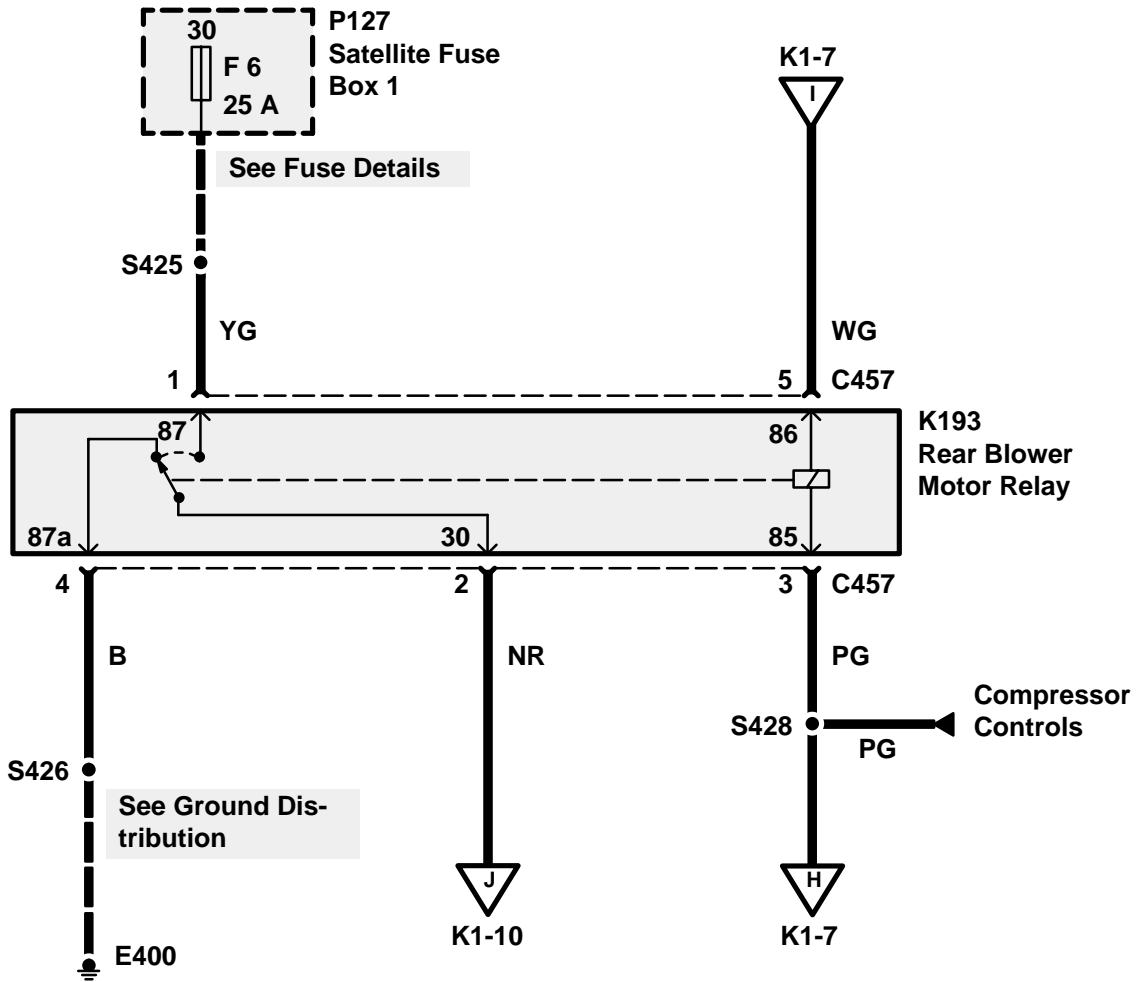 30
F 6
25 A
P127
Satellite Fuse
Box 1
K1-7
I
See Fuse Details
S425
YG
WG
1
5
C457
87
86
K193
Rear Blower
Motor Relay
87a
30
85
4
2
3
C457
B
NR
PG
Compressor
Controls
S428
PG
S426
See Ground Dis-
tribution
J
H
K1-10
K1-7
E400